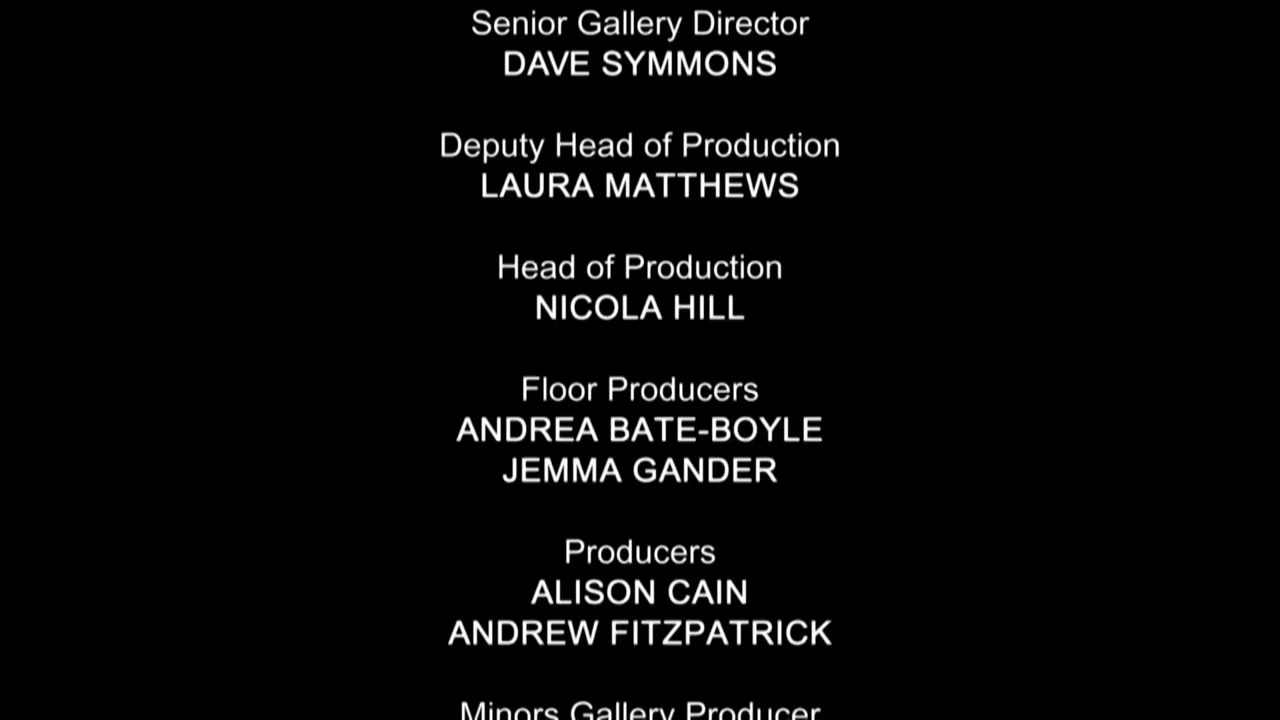 Senior Gallery Director
DAVE SYMMONS
Deputy Head of Production
LAURA MATTHEWS
Head of Production
NICOLA HILL
Floor Producers
ANDREA BATE-BOYLE
JEMMA GANDER
Producers
ALISON CAIN
ANDREW FITZPATRICK
Minors Gallery Producer